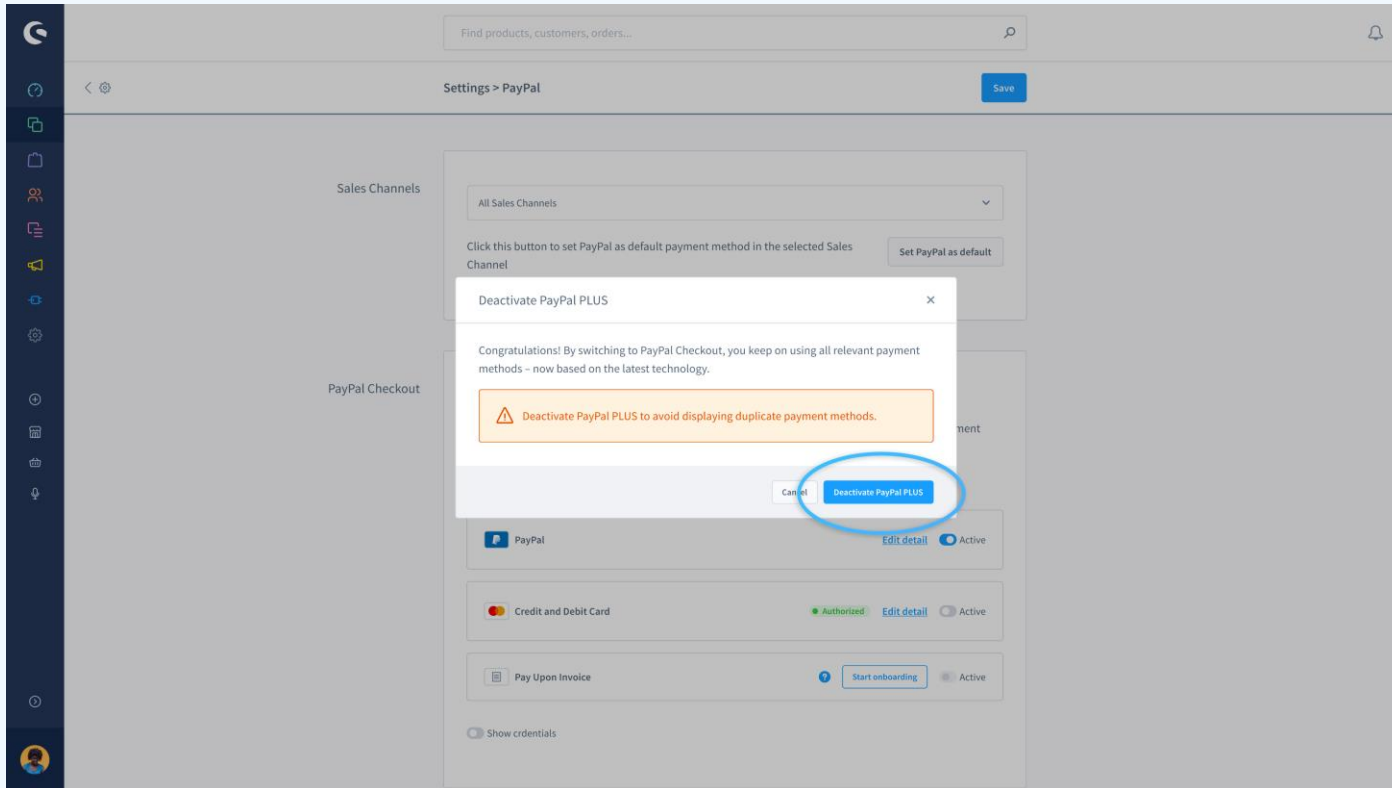 Find products, customers, orders...
Settings > PayPal
Save
Sales Channels
All Sales Channels
Click this button to set PayPal as default payment method in the selected Sales
Channel
Set PayPal as default
Deactivate PayPal PLUS
Congratulations! By switching to PayPal Checkout, you keep on using all relevant payment
methods – now based on the latest technology.
PayPal Checkout
Deactivate PayPal PLUS to avoid displaying duplicate payment methods.
ment
Cancel
Deactivate PayPal PLUS
PayPal
Edit detail
Active
Credit and Debit Card
Authorized
Edit detail
Active
Pay Upon Invoice
?
Start onboarding
Active
Show crdentials